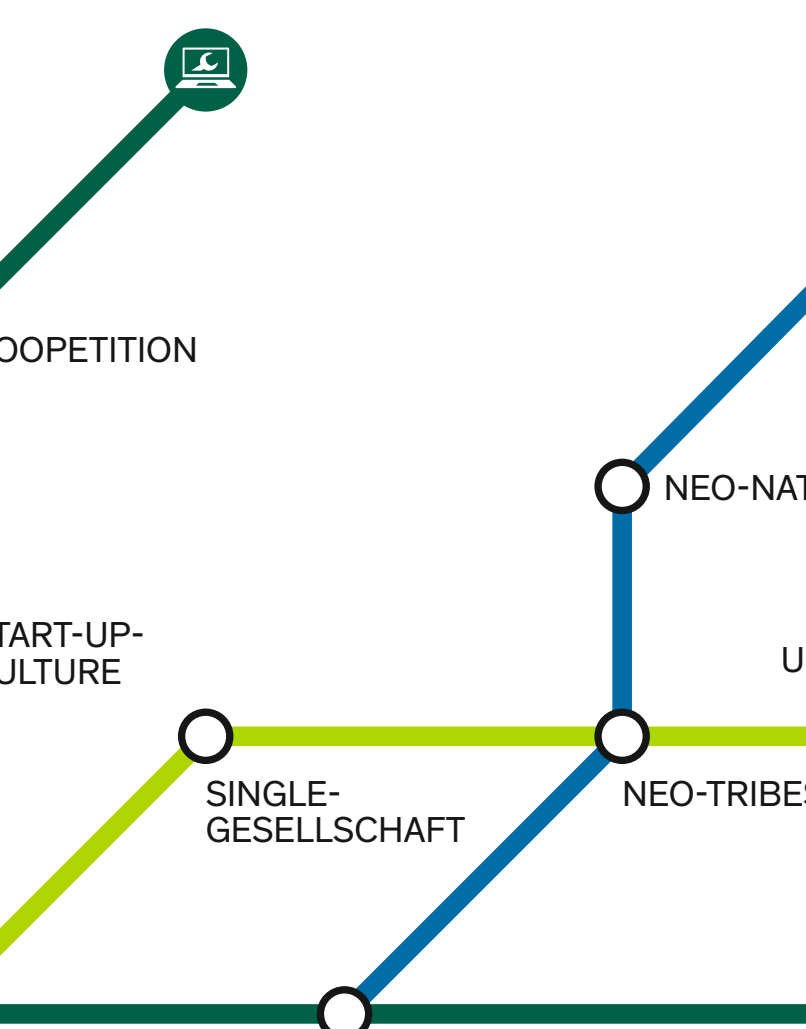 OOPETITION
NEO-NAT
TART-UP-
ULTURE
U
SINGLE-
GESELLSCHAFT
NEO-TRIBES